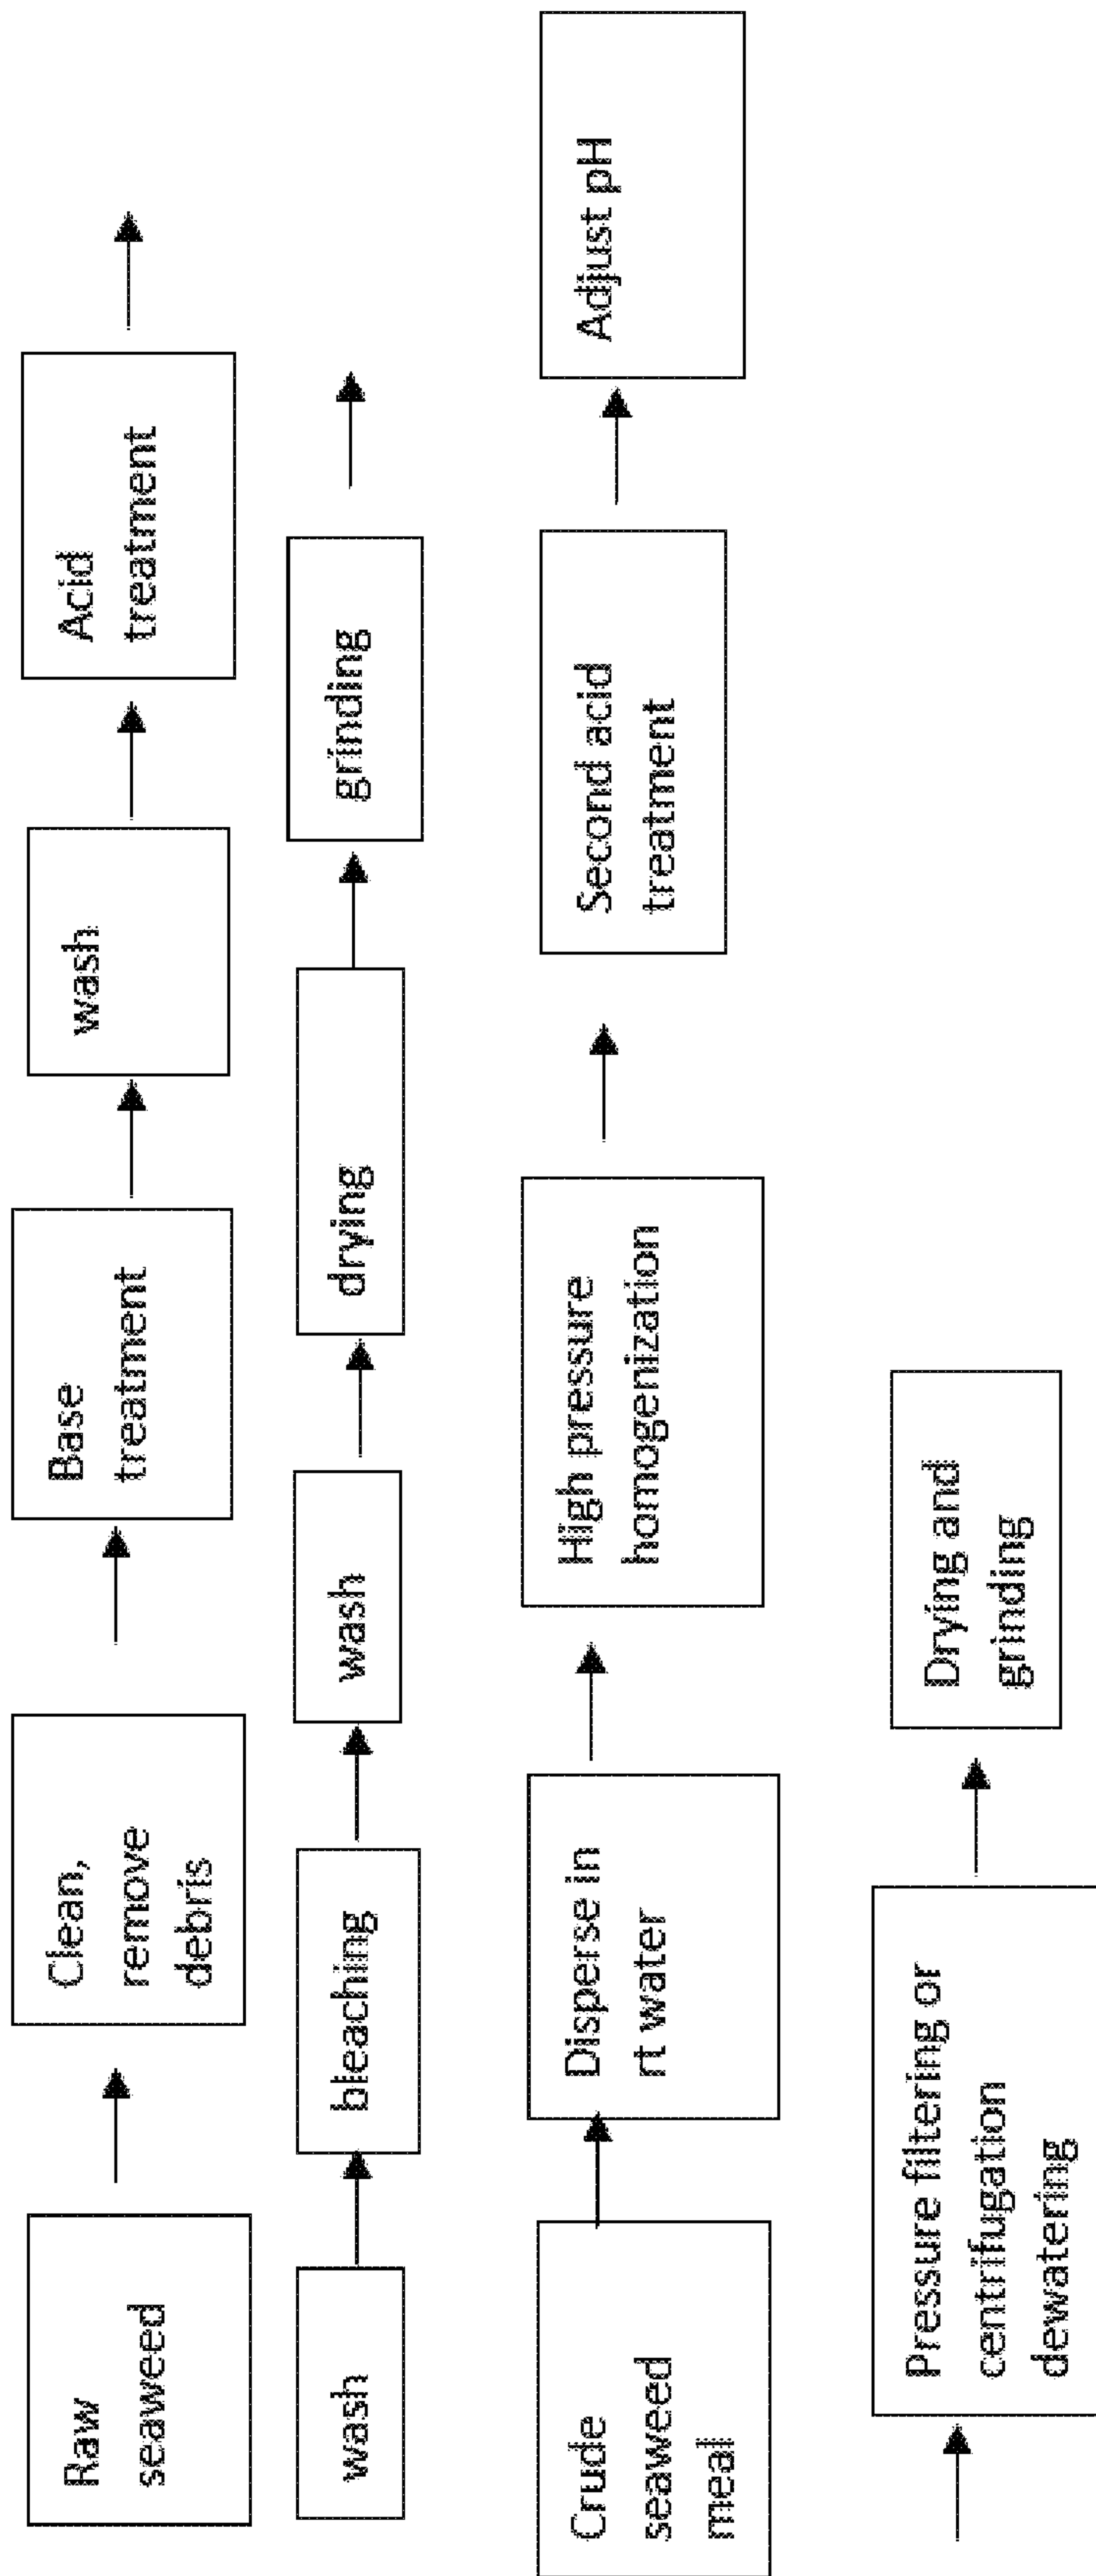 Raw
seaweed
Clean,
remove
debris
Base
treatment
wash
Acid
treatment
wash
bleaching
wash
drying
grinding
Crude
seaweed
meal
Disperse in
rt water
High pressure
homogenization
Second acid
treatment
Adjust pH
Pressure filtering or
centrifugation
dewatering
Drying and
grinding